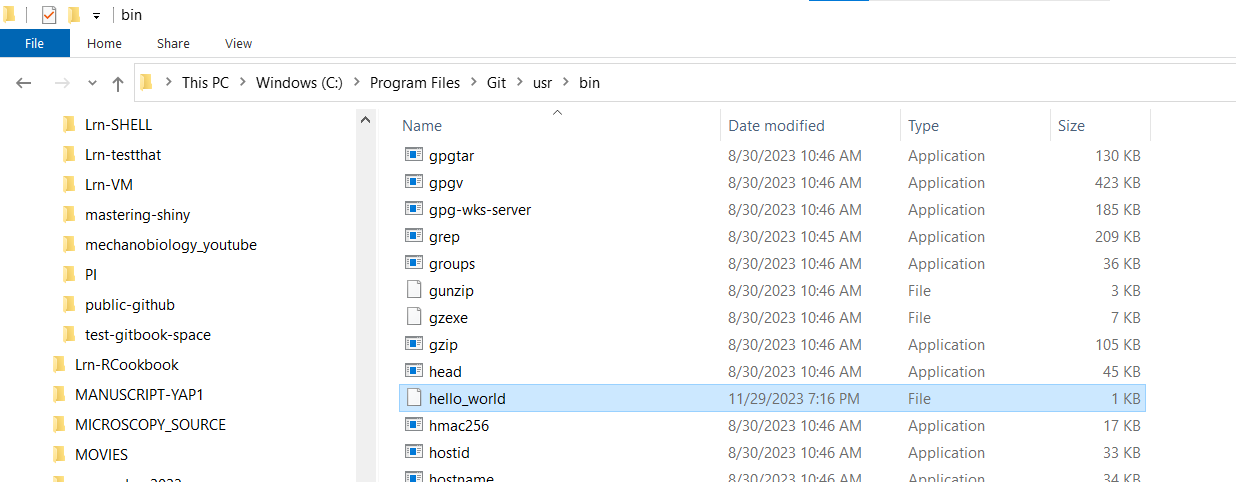 bin
File Home Share View
This PC Windows (C:) Program Files Git usr bin
Lrn-SHELL
Lrn-testthat
Lrn-VM
mastering-shiny
mechanobiology_youtube
PI
public-github
test-gitbook-space
Lrn-RCookbook
MANUSCRIPT-YAP1
MICROSCOPY_SOURCE
MOVIES
Name Date modified Type Size
gpgtar 8/30/2023 10:46 AM Application 130 KB
gpgv 8/30/2023 10:46 AM Application 423 KB
gpg-wks-server 8/30/2023 10:46 AM Application 185 KB
grep 8/30/2023 10:45 AM Application 209 KB
groups 8/30/2023 10:46 AM Application 36 KB
gunzip 8/30/2023 10:46 AM File 3 KB
gzexe 8/30/2023 10:46 AM File 7 KB
gzip 8/30/2023 10:46 AM Application 105 KB
head 8/30/2023 10:46 AM Application 45 KB
hello_world 11/29/2023 7:16 PM File 1 KB
hmac256 8/30/2023 10:46 AM Application 17 KB
hostid 8/30/2023 10:46 AM Application 33 KB
hostname 8/30/2023 10:46 AM Application 34 KB